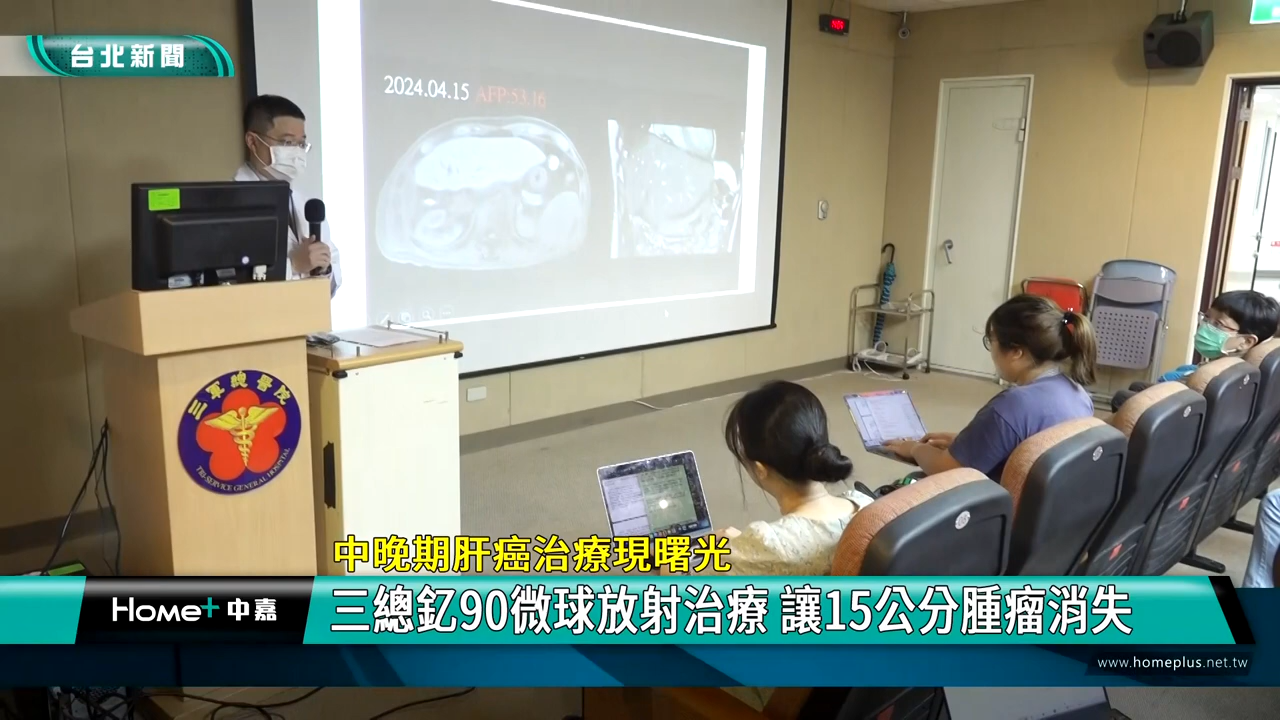 台北新聞
2024.04.15 AFP:53.16
三軍總醫院
TRI-SERVICE GENERAL HOSPITAL
中晚期肝癌治療現曙光
Home+中嘉
三總釔90微球放射治療 讓15公分腫瘤消失
www.homeplus.net.tw